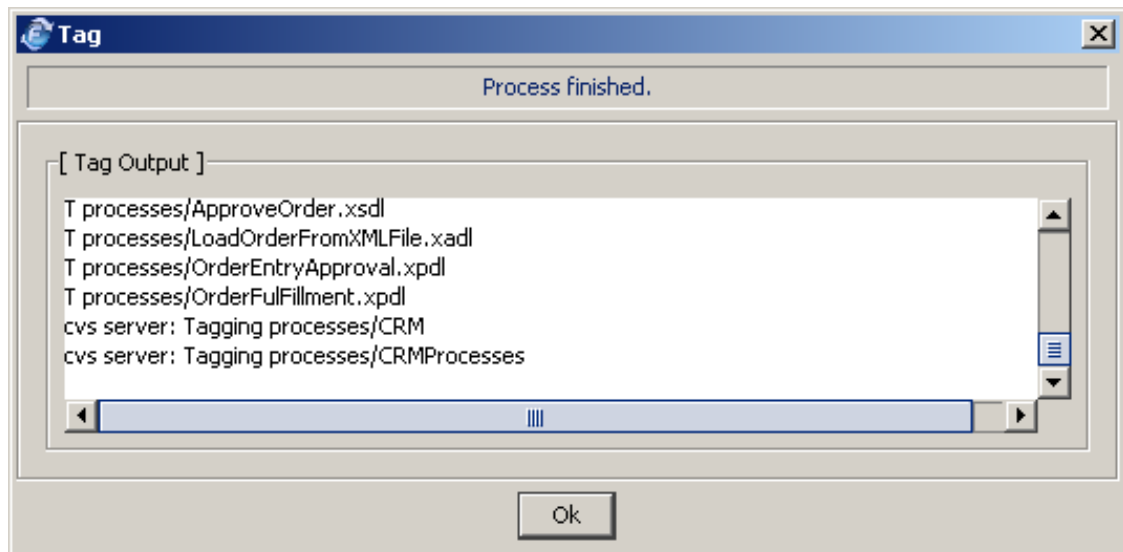 Tag
Process finished.
[ Tag Output ]
T processes/ApproveOrder.xsdl
T processes/LoadOrderFromXMLFile.xadl
T processes/OrderEntryApproval.xpdl
T processes/OrderFulFillment.xpdl
cvs server: Tagging processes/CRM
cvs server: Tagging processes/CRMProcesses
Ok